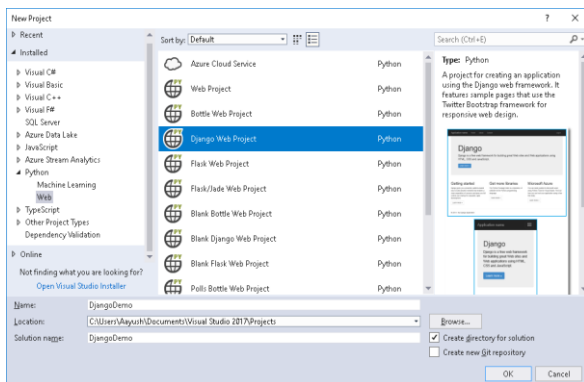 New Project
? X
Recent
Installed
Visual C#
Visual Basic
Visual C++
Visual F#
SQL Server
Azure Data Lake
JavaScript
Azure Stream Analytics
Python
Machine Learning
Web
TypeScript
Other Project Types
Dependency Validation
Online
Not finding what you are looking for?
Open Visual Studio Installer
Sort by: Default
Azure Cloud Service Python
Web Project Python
Bottle Web Project Python
Django Web Project Python
Flask Web Project Python
Flask/Jade Web Project Python
Blank Bottle Web Project Python
Blank Django Web Project Python
Blank Flask Web Project Python
Polls Bottle Web Project Python
Search (Ctrl+E)
Type: Python
A project for creating an application
using the Django web framework. It
features sample pages that use the
Twitter Bootstrap framework for
responsive web design.
Django
Getting started Get more libraries Microsoft Azure
Django
Name: DjangoDemo
Location: C:\Users\Aayush\Documents\Visual Studio 2017\Projects
Browse...
Solution name: DjangoDemo
Create directory for solution
Create new Git repository
OK Cancel